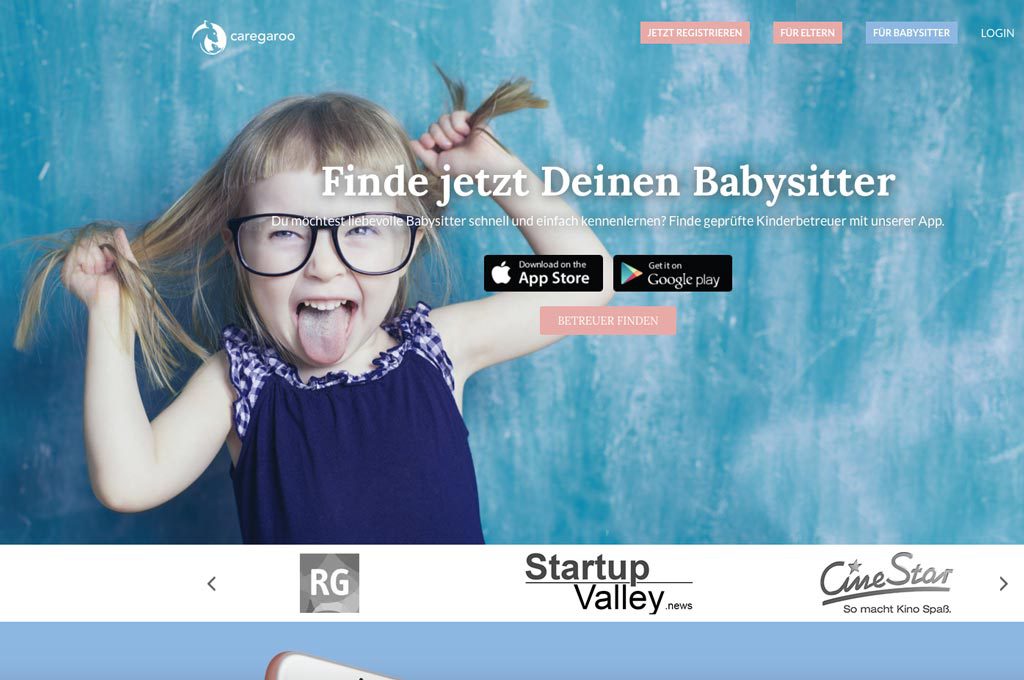 caregaroo
JETZT REGISTRIEREN
FÜR ELTERN
FÜR BABYSITTER
LOGIN
Finde jetzt Deinen Babysitter
Du möchtest liebevolle Babysitter schnell und einfach kennenlernen? Finde geprüfte Kinderbetreuer mit unserer App.
Download on the
App Store
Get it on
Google play
BETREUER FINDEN
RG
Startup
Valley.news
CineStar
So macht Kino Spaß.